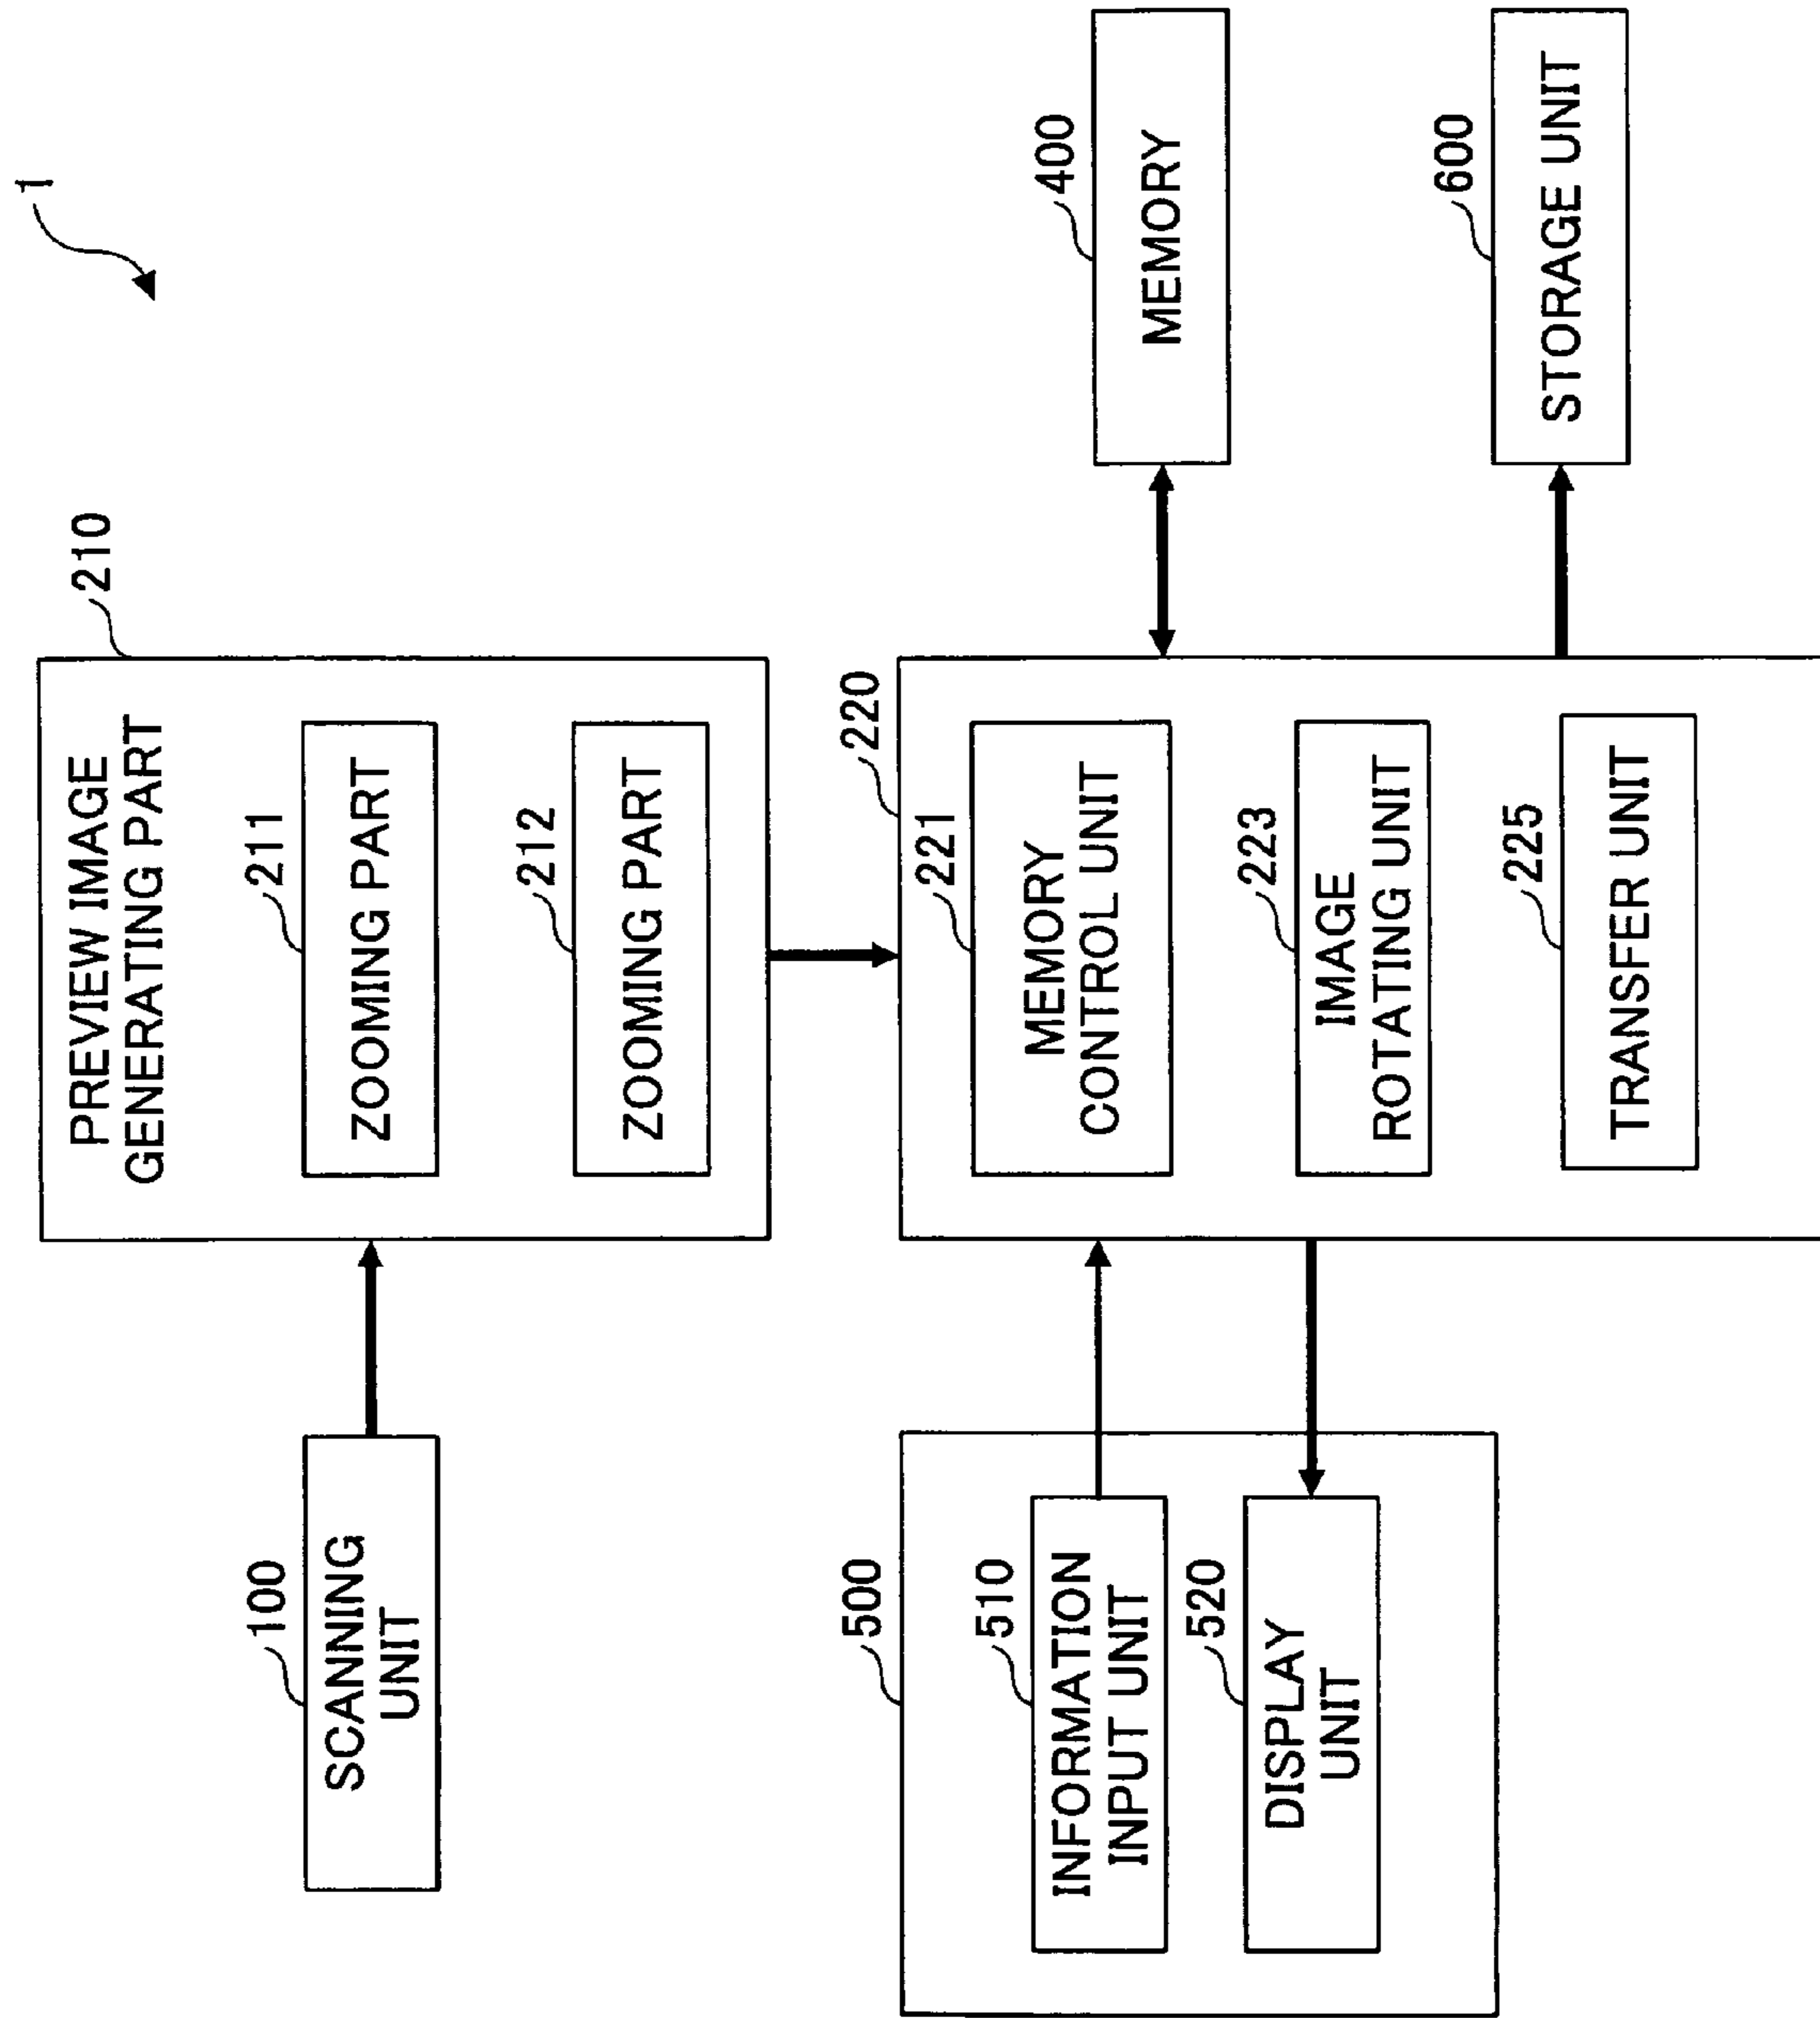 1
100
SCANNING
UNIT
210
PREVIEW IMAGE
GENERATING PART
211
ZOOMING PART
212
ZOOMING PART
500
510
INFORMATION
INPUT UNIT
520
DISPLAY
UNIT
220
221
MEMORY
CONTROL UNIT
223
IMAGE
ROTATING UNIT
225
TRANSFER UNIT
400
MEMORY
600
STORAGE UNIT